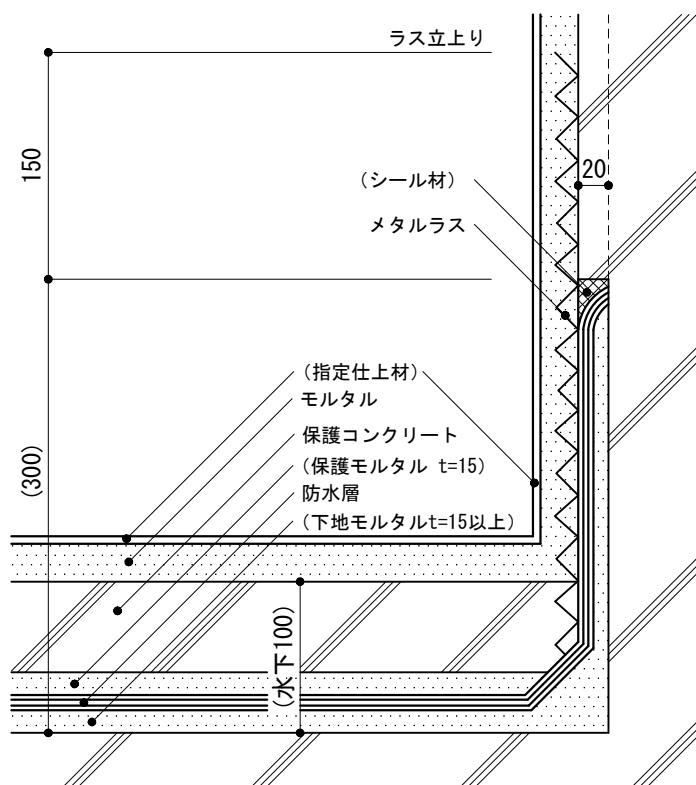 ラス立上り
150
20
(シール材)
メタルラス
(指定仕上材)
モルタル
保護コンクリート
(保護モルタル t=15)
防水層
(下地モルタルt=15以上)
(300)
(水下100)